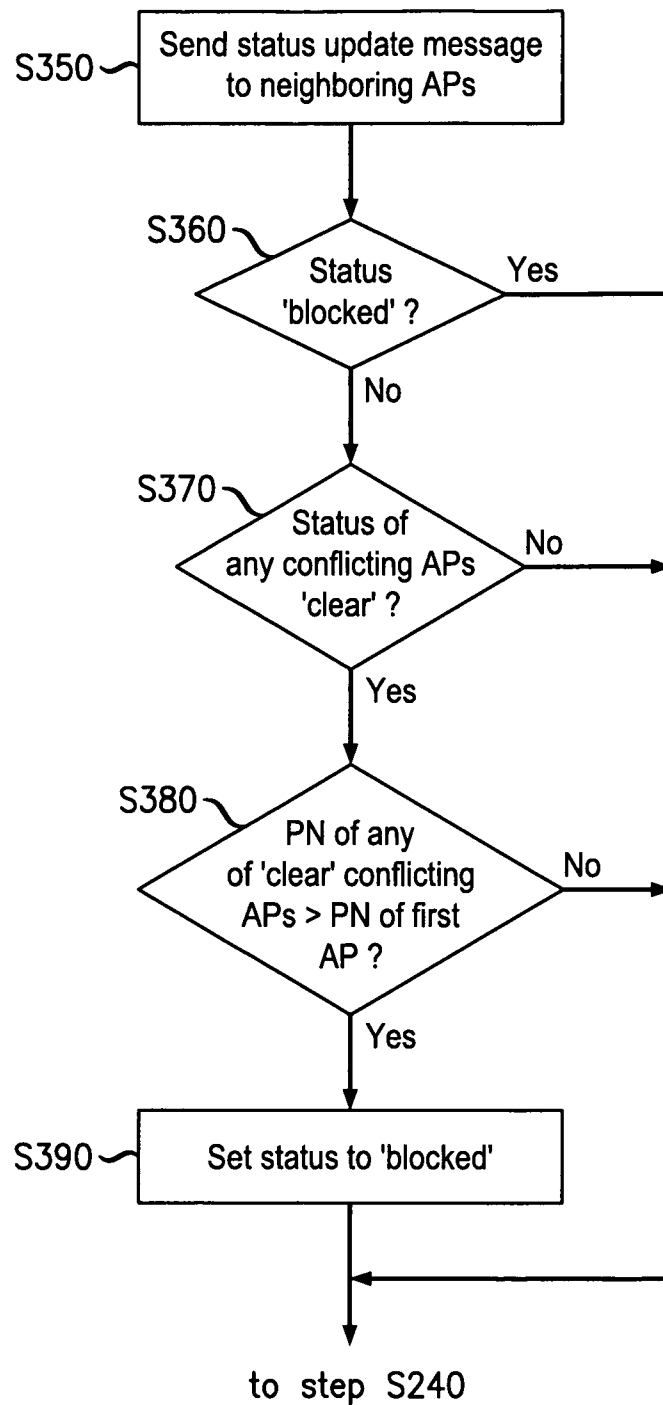 S350
Send status update message
to neighboring APs
S360
Status
'blocked' ?
Yes
No
S370
Status of
any conflicting APs
'clear' ?
No
Yes
S380
PN of any
of 'clear' conflicting
APs > PN of first
AP ?
No
Yes
S390
Set status to 'blocked'
to step S240